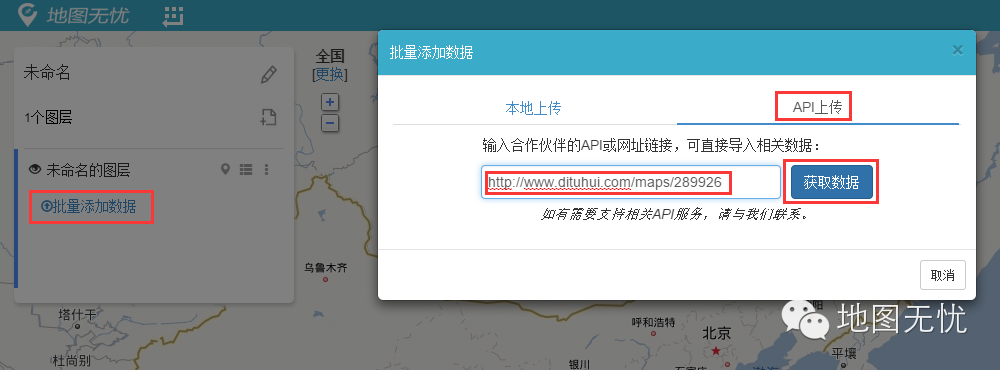 地图无忧
未命名
1个图层
未命名的图层
批量添加数据
全国
[更换]
+
−
批量添加数据
×
本地上传
API上传
输入合作伙伴的API或网址链接，可直接导入相关数据：
http://www.dituhui.com/maps/289926
获取数据
如有需要支持相关API服务，请与我们联系。
取消
乌鲁木齐
塔什干
杜尚别
呼和浩特
北京
银川
石家庄
渤海
平壤
地图无忧